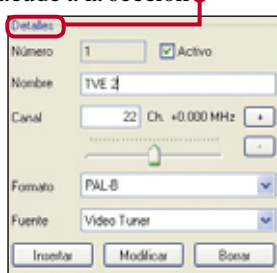 acude a la sección
Detalles
Número 1 Activo
Nombre TVE 2
Canal 22 Ch. +0.000 MHz +
-
Formato PAL-B
Fuente Video Tuner
Insertar Modificar Borrar